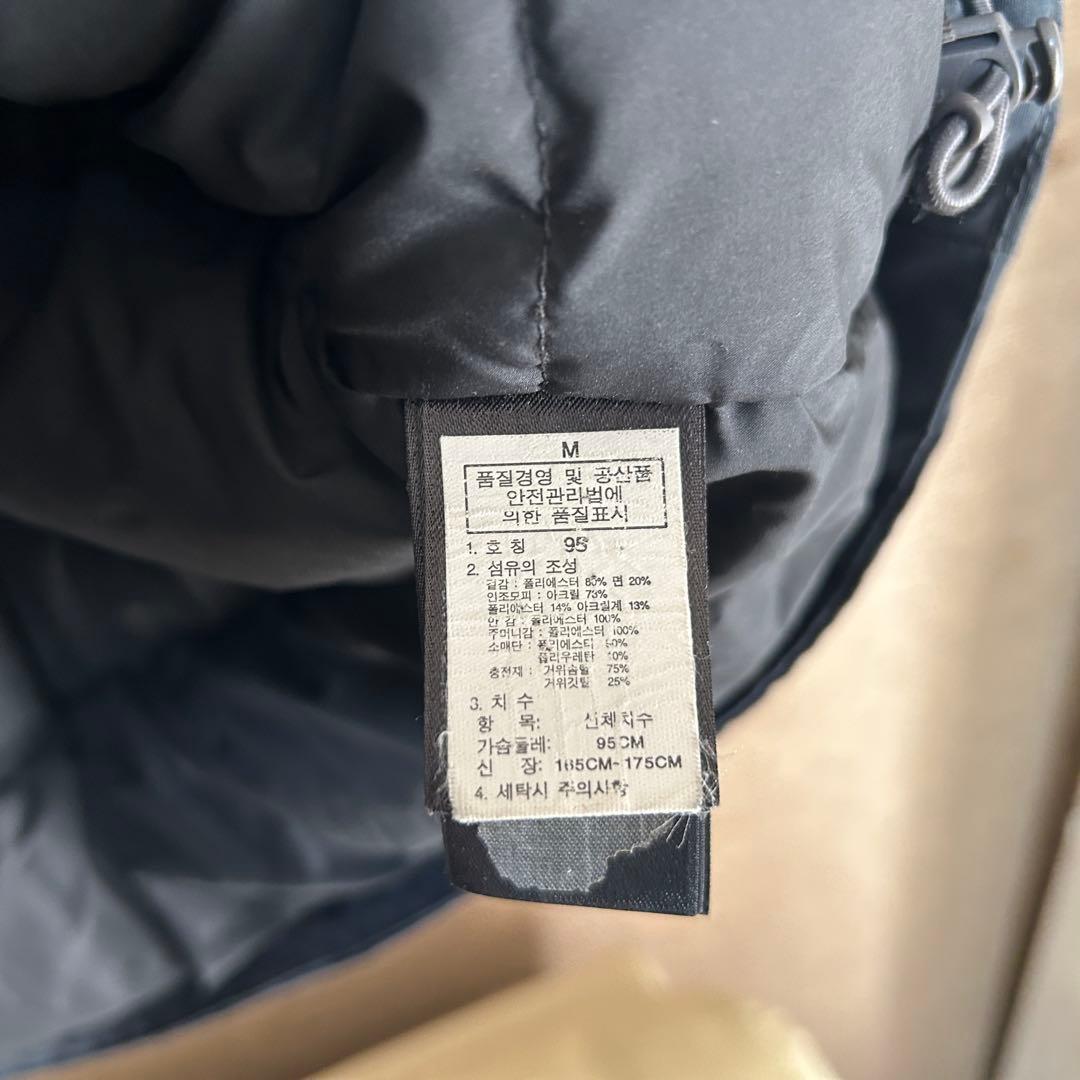 M
품질경영 및 공산품
안전관리법에
의한 품질표시
1. 호 칭 95
2. 섬유의 조성
겉감 : 폴리에스터 80% 면 20%
인조모피 : 아크릴 73%
폴리에스터 14% 아크릴계 13%
안 감 : 폴리에스터 100%
주머니감 : 폴리에스터 100%
소매단 : 폴리에스터 90%
폴리우레탄 10%
충전재 : 거위솜털 75%
거위깃털 25%
3. 치 수
항 목: 신체치수
가슴둘레: 95CM
신 장: 165CM~175CM
4. 세탁시 주의사항